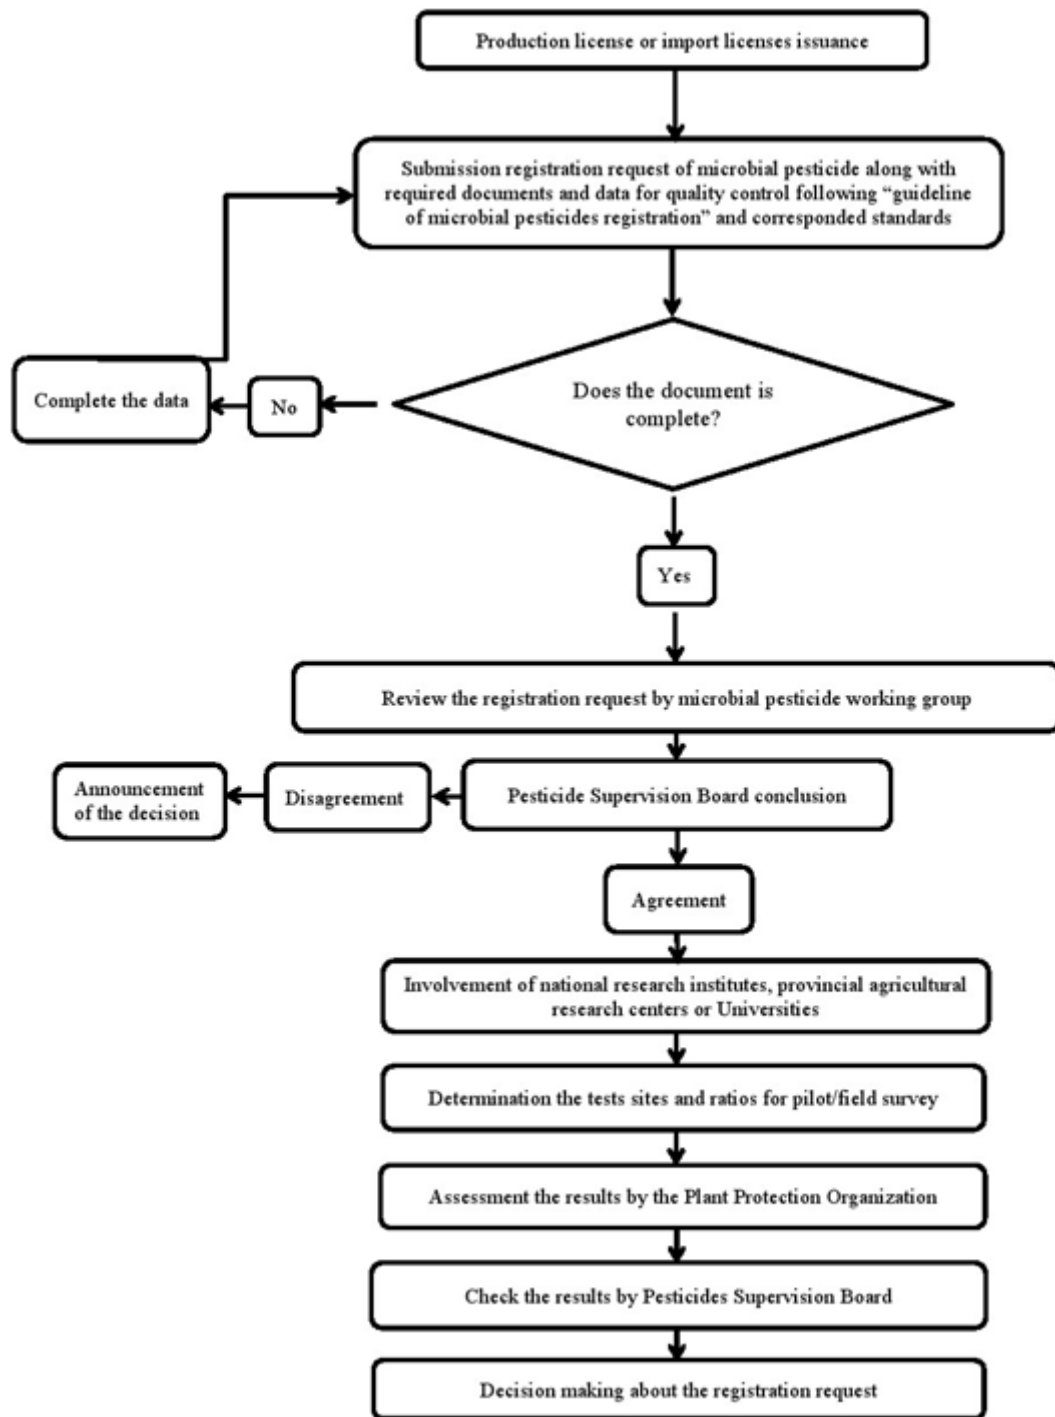 Production license or import licenses issuance
Submission registration request of microbial pesticide along with
required documents and data for quality control following “guideline
of microbial pesticides registration” and corresponded standards
Does the document is
complete?
No
Complete the data
Yes
Review the registration request by microbial pesticide working group
Pesticide Supervision Board conclusion
Disagreement
Announcement
of the decision
Agreement
Involvement of national research institutes, provincial agricultural
research centers or Universities
Determination the tests sites and ratios for pilot/field survey
Assessment the results by the Plant Protection Organization
Check the results by Pesticides Supervision Board
Decision making about the registration request